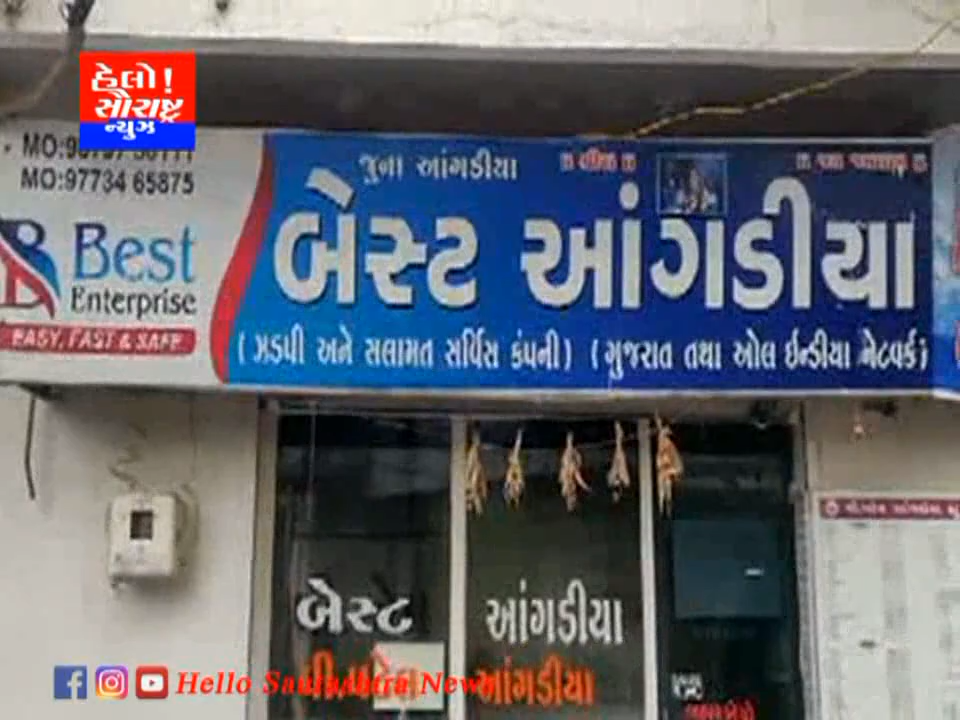 હેલો!
સૌરાષ્ટ્ર
ન્યુઝ
MO:97734 65875
Best
Enterprise
EASY, FAST & SAFE
જુના આંગડીયા
બેસ્ટ આંગડીયા
(ઝડપી અને સલામત સર્વિસ કંપની) (ગુજરાત તથા ઓલ ઇન્ડીયા નેટવર્ક)
બેસ્ટ આંગડીયા
આંગડીયા
Hello Saurashtra News